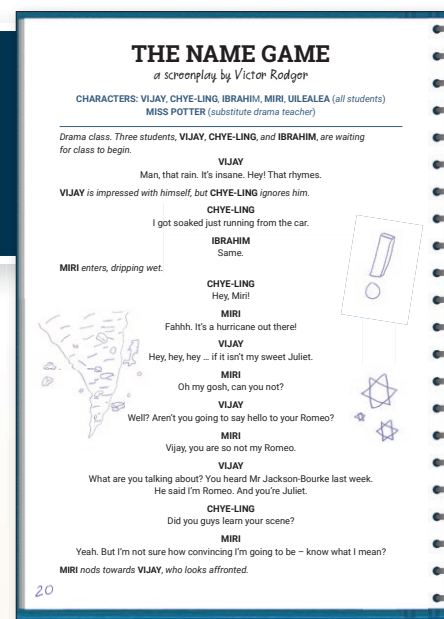 THE NAME GAME
a screenplay by Victor Rodger
CHARACTERS: VIJAY, CHYE-LING, IBRAHIM, MIRI, UILEALEA (all students)
MISS POTTER (substitute drama teacher)
Drama class. Three students, VIJAY, CHYE-LING, and IBRAHIM, are waiting
for class to begin.
VIJAY
Man, that rain. It's insane. Hey! That rhymes.
VIJAY is impressed with himself, but CHYE-LING ignores him.
CHYE-LING
I got soaked just running from the car.
IBRAHIM
Same.
MIRI enters, dripping wet.
CHYE-LING
Hey, Miri!
MIRI
Fahhh. It's a hurricane out there!
VIJAY
Hey, hey, hey … if it isn't my sweet Juliet.
MIRI
Oh my gosh, can you not?
VIJAY
Well? Aren't you going to say hello to your Romeo?
MIRI
Vijay, you are so not my Romeo.
VIJAY
What are you talking about? You heard Mr Jackson-Bourke last week.
He said I'm Romeo. And you're Juliet.
CHYE-LING
Did you guys learn your scene?
MIRI
Yeah. But I'm not sure how convincing I'm going to be – know what I mean?
MIRI nods towards VIJAY, who looks affronted.
20